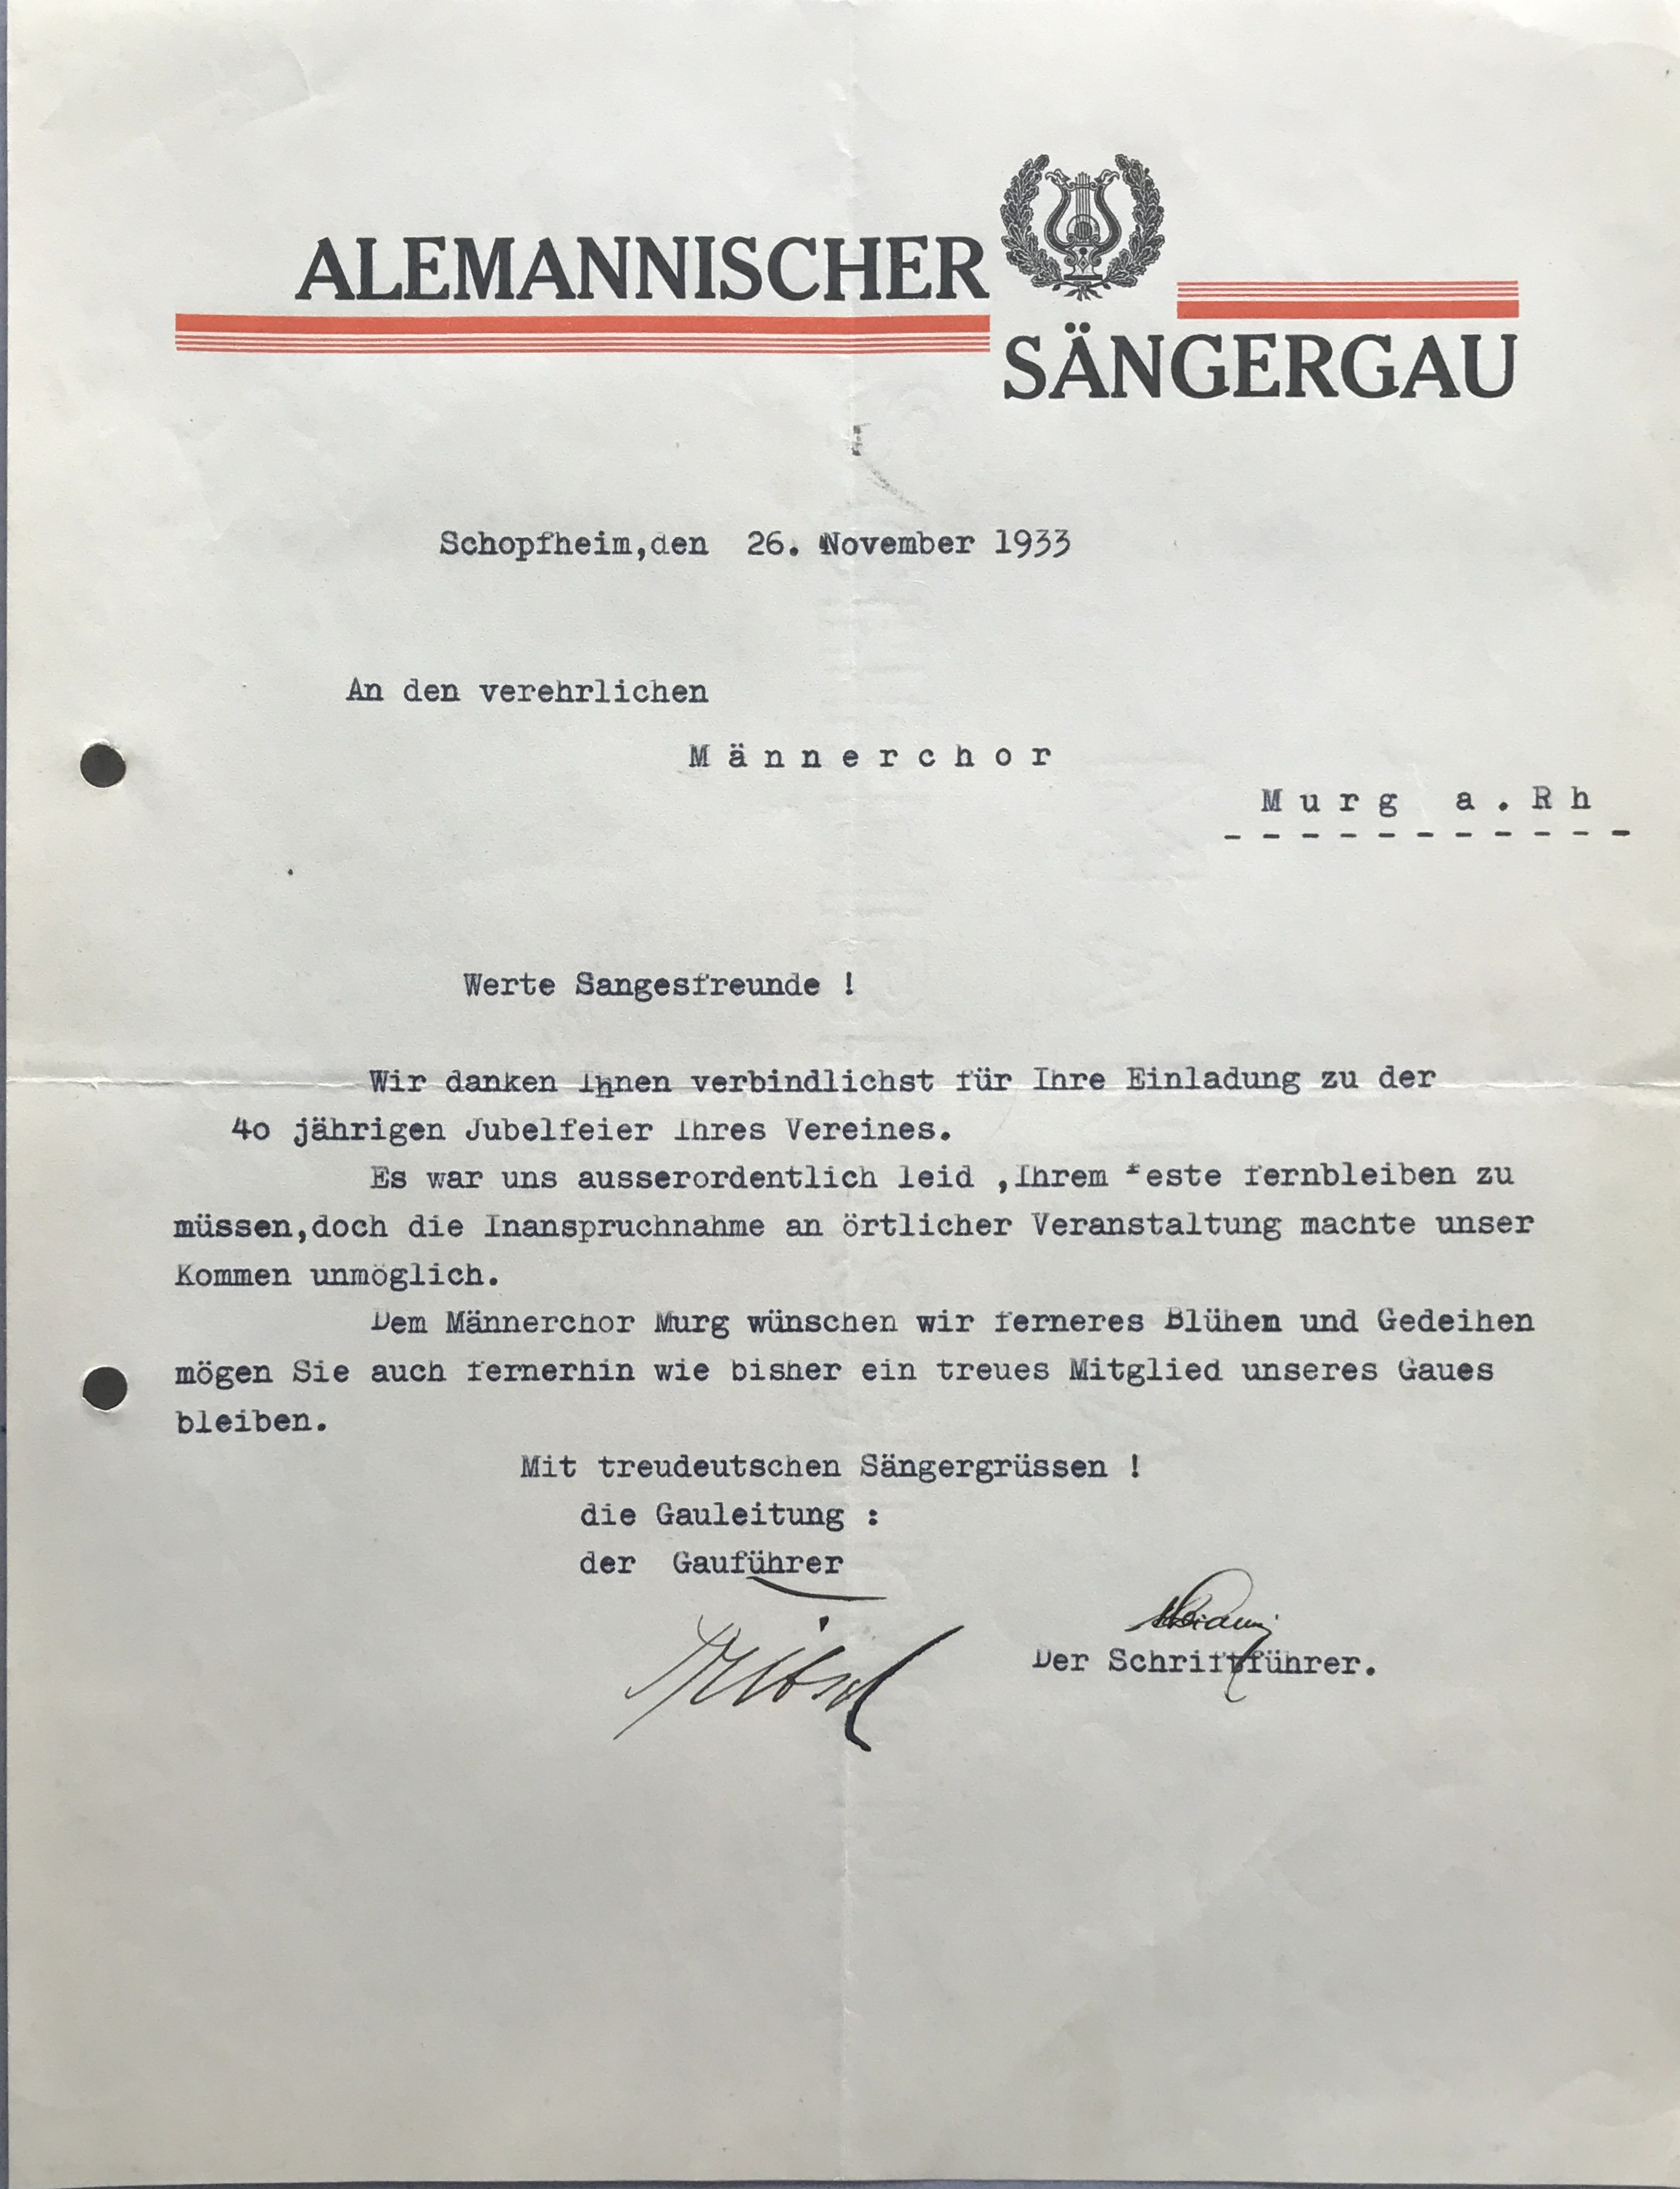 ALEMANNISCHER
SÄNGERGAU
Schopfheim,den 26. November 1933
An den verehrlichen
Männerchor
Murg a.Rh
- - - - - - - - - - -
Werte Sangesfreunde !
Wir danken Ihnen verbindlichst für Ihre Einladung zu der
40 jährigen Jubelfeier Ihres Vereines.
Es war uns ausserordentlich leid ,Ihrem Feste fernbleiben zu
müssen,doch die Inanspruchnahme an örtlicher Veranstaltung machte unser
Kommen unmöglich.
Dem Männerchor Murg wünschen wir ferneres Blühen und Gedeihen
mögen Sie auch fernerhin wie bisher ein treues Mitglied unseres Gaues
bleiben.
Mit treudeutschen Sängergrüssen !
die Gauleitung :
der Gauführer
Der Schriftführer.